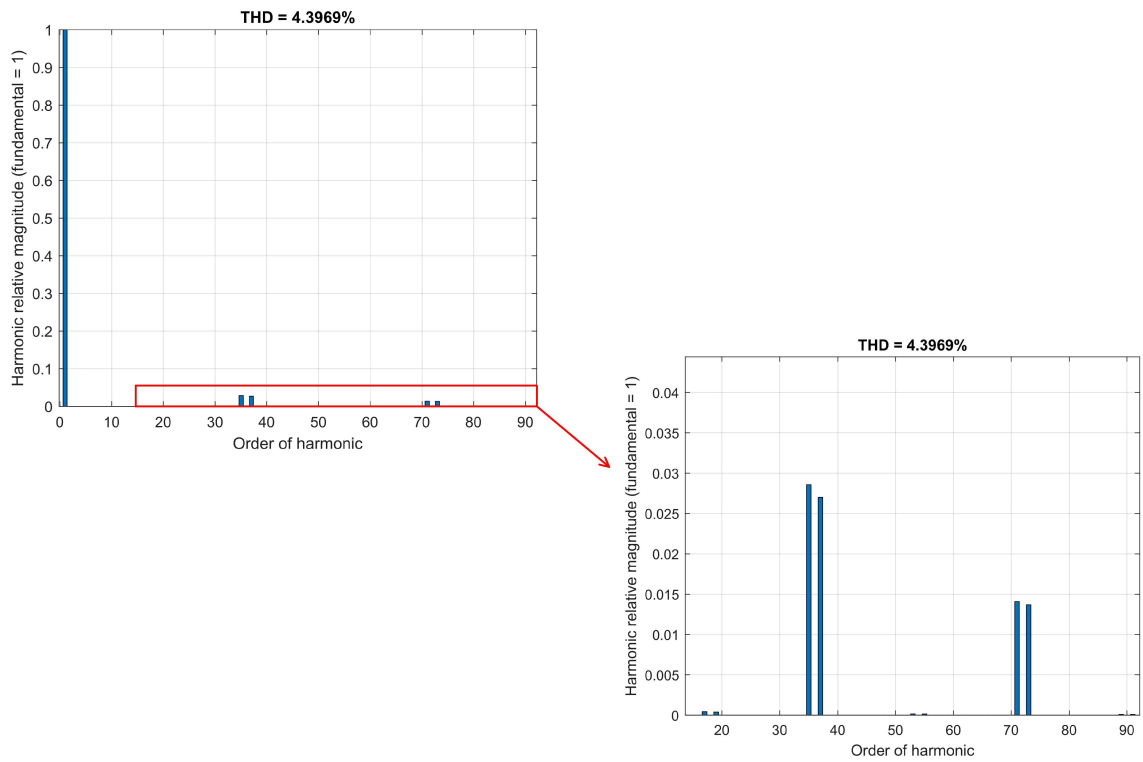 THD = 4.3969%
Harmonic relative magnitude (fundamental = 1)
1
0.9
0.8
0.7
0.6
0.5
0.4
0.3
0.2
0.1
0
0 10 20 30 40 50 60 70 80 90
Order of harmonic
THD = 4.3969%
Harmonic relative magnitude (fundamental = 1)
0.04
0.035
0.03
0.025
0.02
0.015
0.01
0.005
0
20 30 40 50 60 70 80 90
Order of harmonic